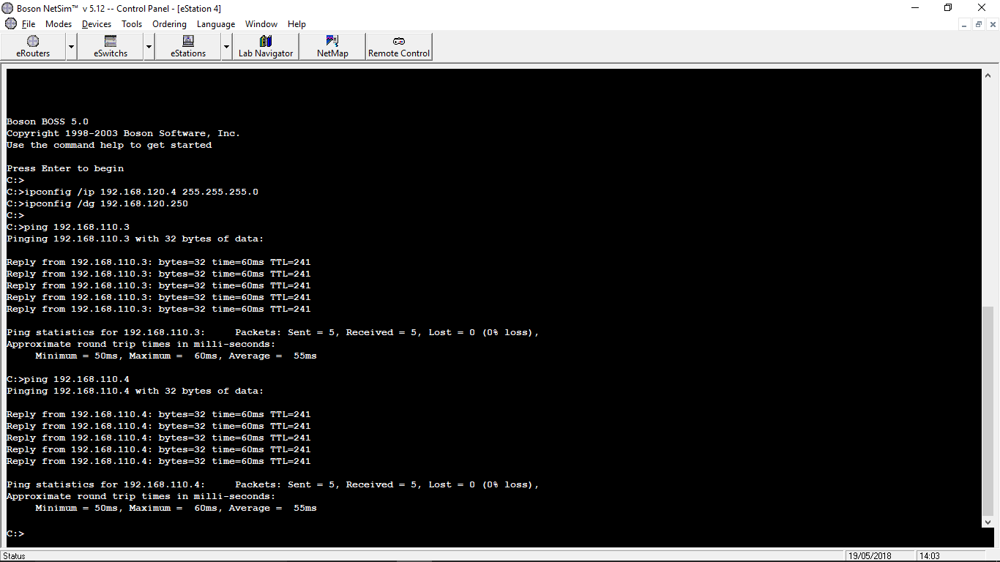 Boson NetSim™ v 5.12 -- Control Panel - [eStation 4]
File Modes Devices Tools Ordering Language Window Help
eRouters eSwitchs eStations Lab Navigator NetMap Remote Control
Boson BOSS 5.0
Copyright 1998-2003 Boson Software, Inc.
Use the command help to get started
Press Enter to begin
C:>
C:>ipconfig /ip 192.168.120.4 255.255.255.0
C:>ipconfig /dg 192.168.120.250
C:>
C:>ping 192.168.110.3
Pinging 192.168.110.3 with 32 bytes of data:
Reply from 192.168.110.3: bytes=32 time=60ms TTL=241
Reply from 192.168.110.3: bytes=32 time=60ms TTL=241
Reply from 192.168.110.3: bytes=32 time=60ms TTL=241
Reply from 192.168.110.3: bytes=32 time=60ms TTL=241
Reply from 192.168.110.3: bytes=32 time=60ms TTL=241
Ping statistics for 192.168.110.3: Packets: Sent = 5, Received = 5, Lost = 0 (0% loss),
Approximate round trip times in milli-seconds:
Minimum = 50ms, Maximum = 60ms, Average = 55ms
C:>ping 192.168.110.4
Pinging 192.168.110.4 with 32 bytes of data:
Reply from 192.168.110.4: bytes=32 time=60ms TTL=241
Reply from 192.168.110.4: bytes=32 time=60ms TTL=241
Reply from 192.168.110.4: bytes=32 time=60ms TTL=241
Reply from 192.168.110.4: bytes=32 time=60ms TTL=241
Reply from 192.168.110.4: bytes=32 time=60ms TTL=241
Ping statistics for 192.168.110.4: Packets: Sent = 5, Received = 5, Lost = 0 (0% loss),
Approximate round trip times in milli-seconds:
Minimum = 50ms, Maximum = 60ms, Average = 55ms
C:>
Status 19/05/2018 14:03